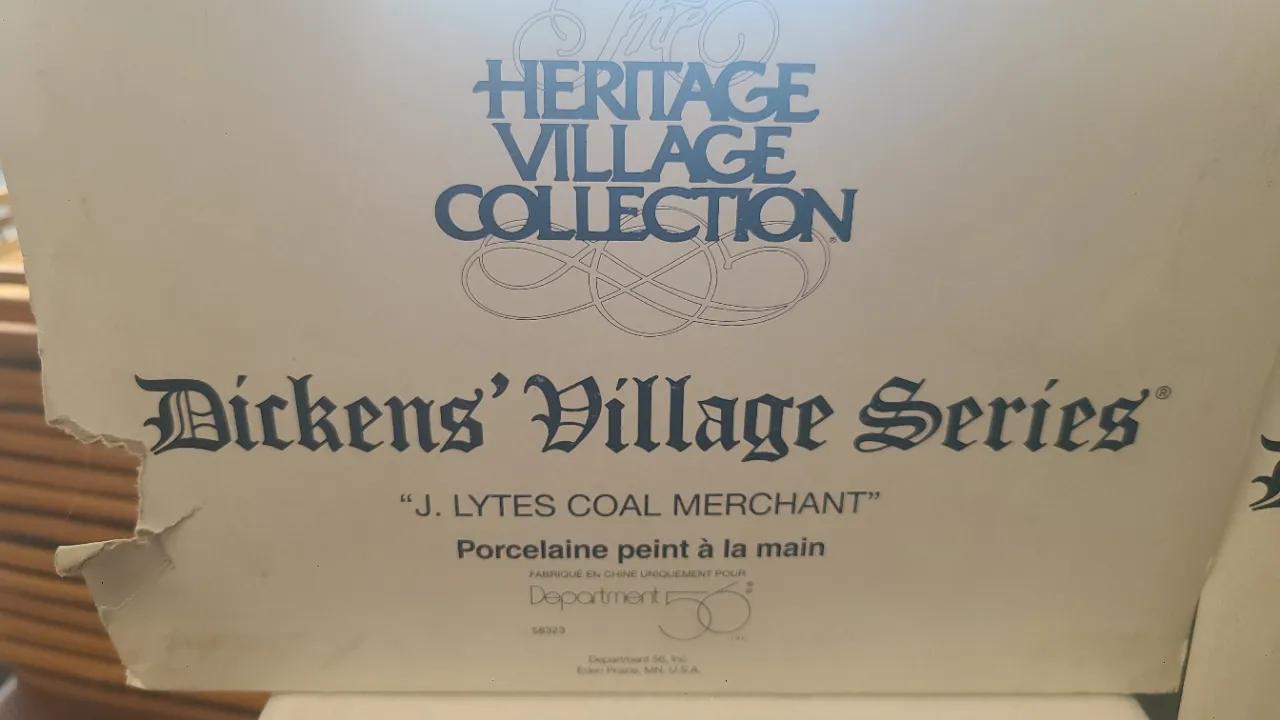 The
HERITAGE
VILLAGE
COLLECTION®
Dickens' Village Series®
“J. LYTES COAL MERCHANT”
Porcelaine peint à la main
FABRIQUÉ EN CHINE UNIQUEMENT POUR
Department 56®
58323
Department 56, Inc.
Eden Prairie, MN, U.S.A.